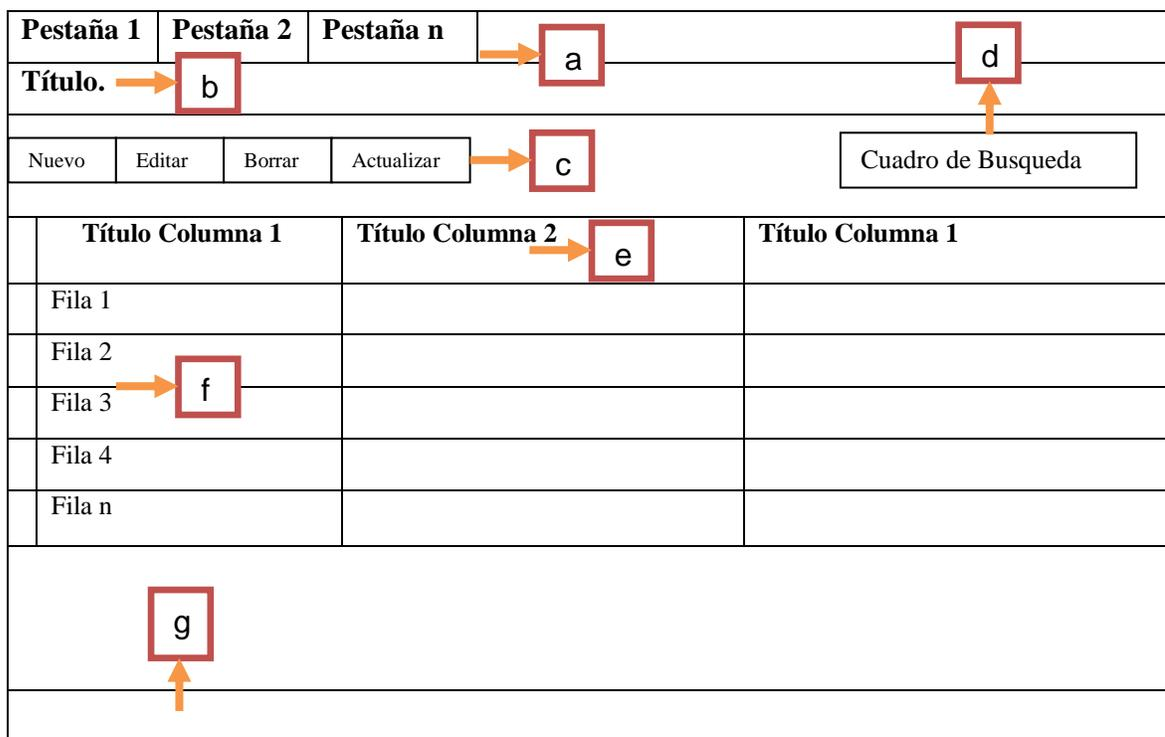 Pestaña 1 Pestaña 2 Pestaña n
a
d
Título.
b
Nuevo Editar Borrar Actualizar
c
Cuadro de Busqueda
Título Columna 1 Título Columna 2 Título Columna 1
e
Fila 1
Fila 2
f
Fila 3
Fila 4
Fila n
g